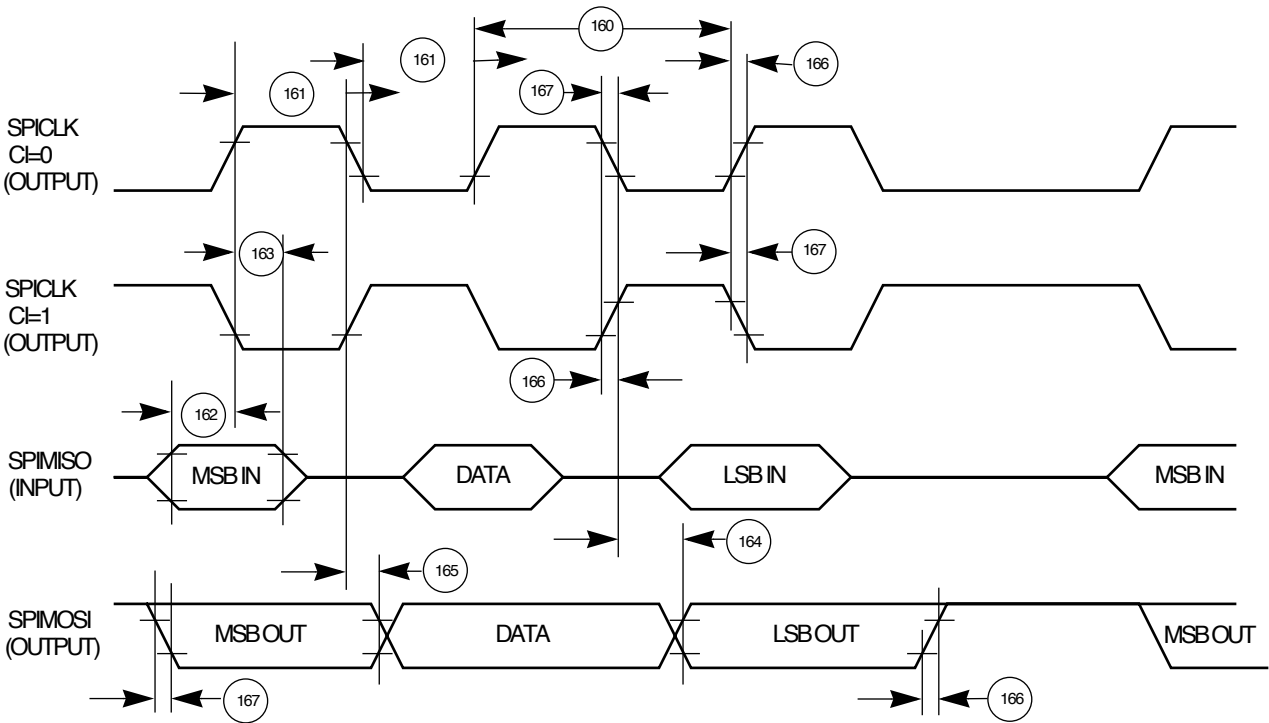 160
161
166
161
167
SPICLK
CI=0
(OUTPUT)
163
167
SPICLK
CI=1
(OUTPUT)
166
162
SPIMISO
(INPUT)
MSB IN
DATA
LSB IN
MSB IN
164
165
SPIMOSI
(OUTPUT)
MSB OUT
DATA
LSB OUT
MSB OUT
167
166